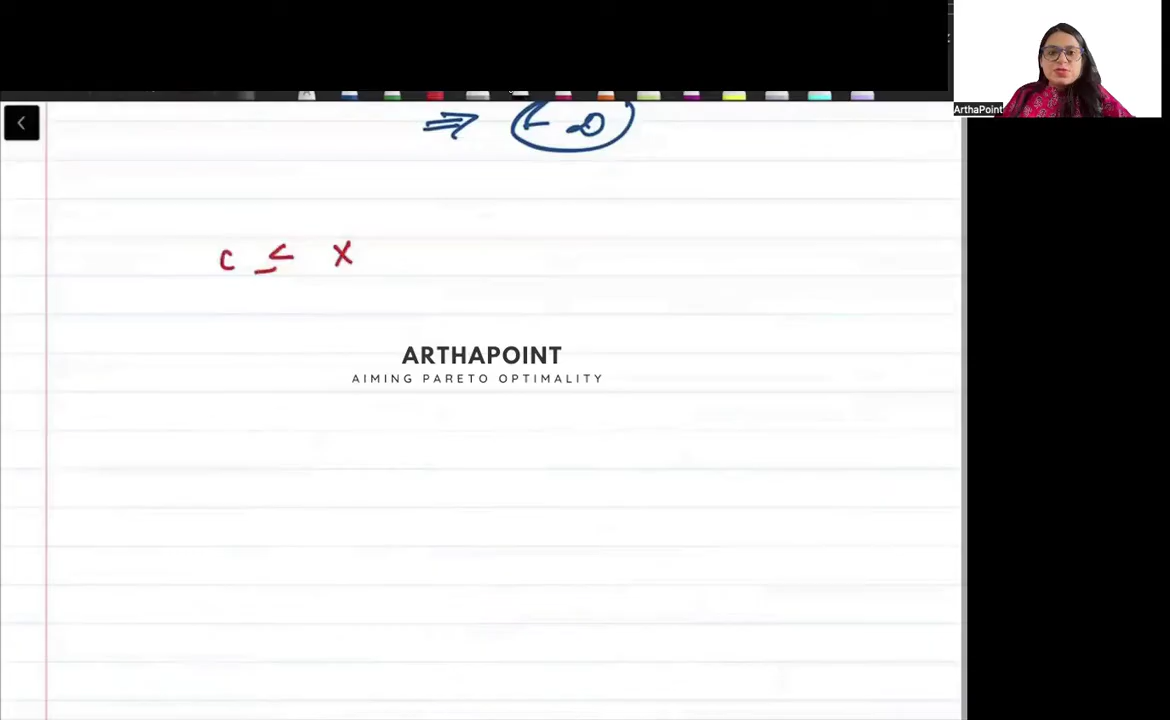 ArthaPoint
⇒
c ≤ X
ARTHAPOINT
AIMING PARETO OPTIMALITY